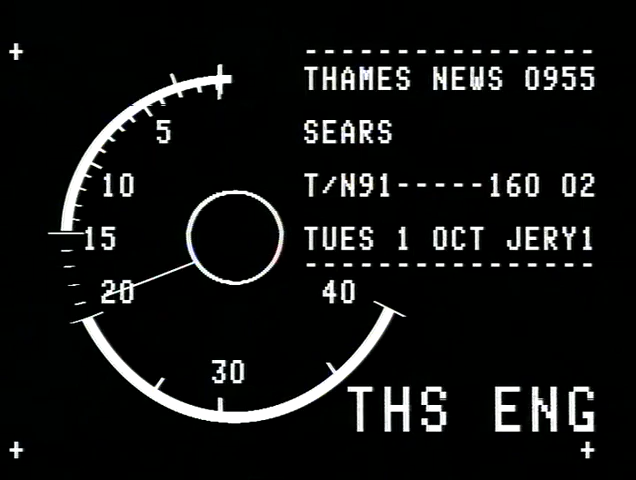 ----------------
THAMES NEWS 0955
SEARS
T/N91-----160 02
TUES 1 OCT JERY1
----------------
5
10
15
20
30
40
THS ENG